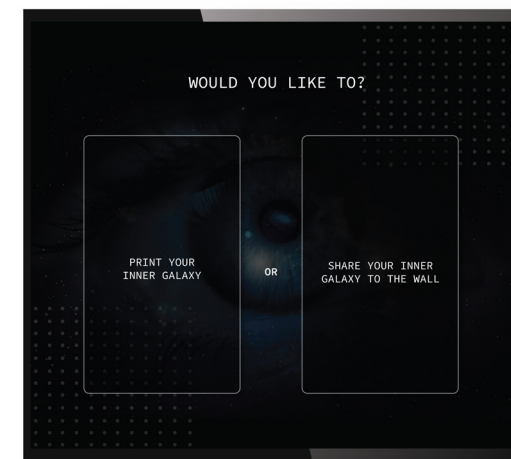 WOULD YOU LIKE TO?
PRINT YOUR
INNER GALAXY
OR
SHARE YOUR INNER
GALAXY TO THE WALL